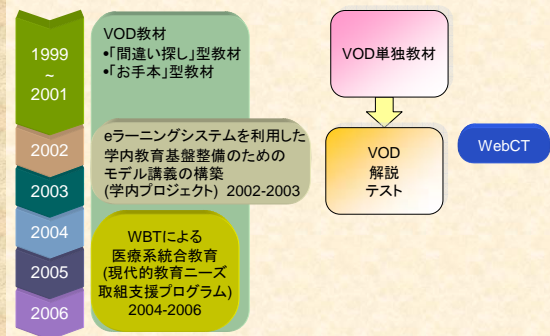 1999
~
2001
2002
2003
2004
2005
2006
VOD教材
•「間違い探し」型教材
•「お手本」型教材
eラーニングシステムを利用した
学内教育基盤整備のための
モデル講義の構築
(学内プロジェクト) 2002-2003
WBTによる
医療系統合教育
(現代的教育ニーズ
取組支援プログラム)
2004-2006
VOD単独教材
VOD
解説
テスト
WebCT